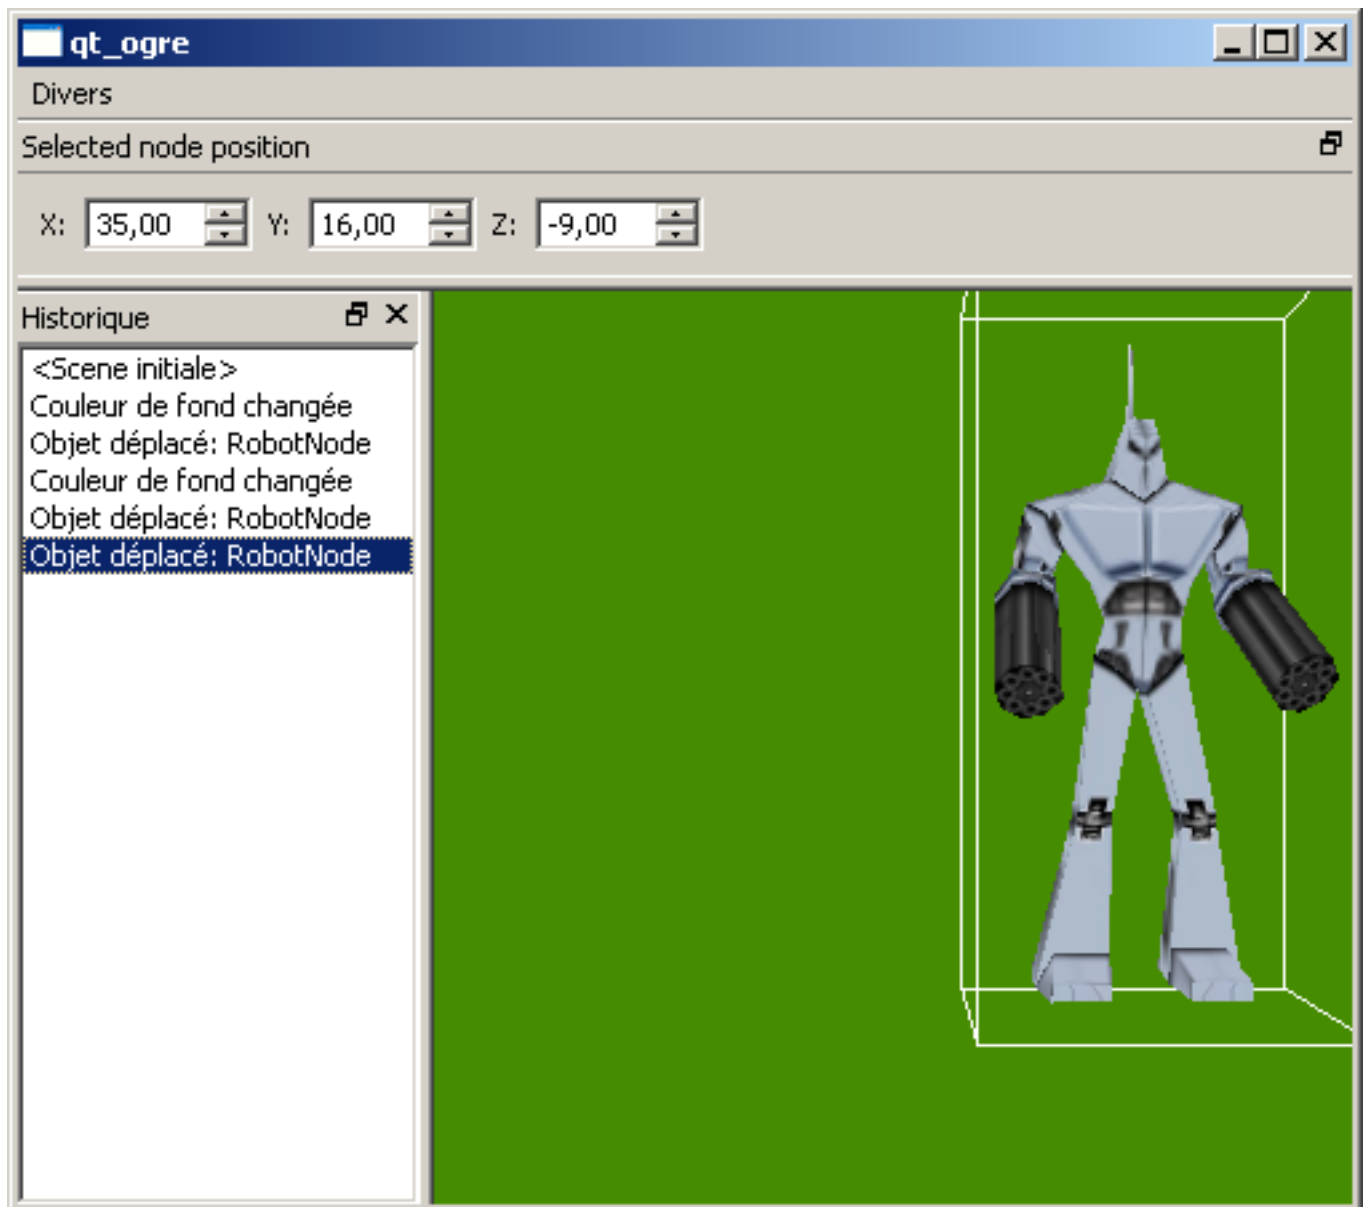 qt_ogre
Divers
Selected node position
X: 35,00 Y: 16,00 Z: -9,00
Historique
<Scene initiale>
Couleur de fond changée
Objet déplacé: RobotNode
Couleur de fond changée
Objet déplacé: RobotNode
Objet déplacé: RobotNode